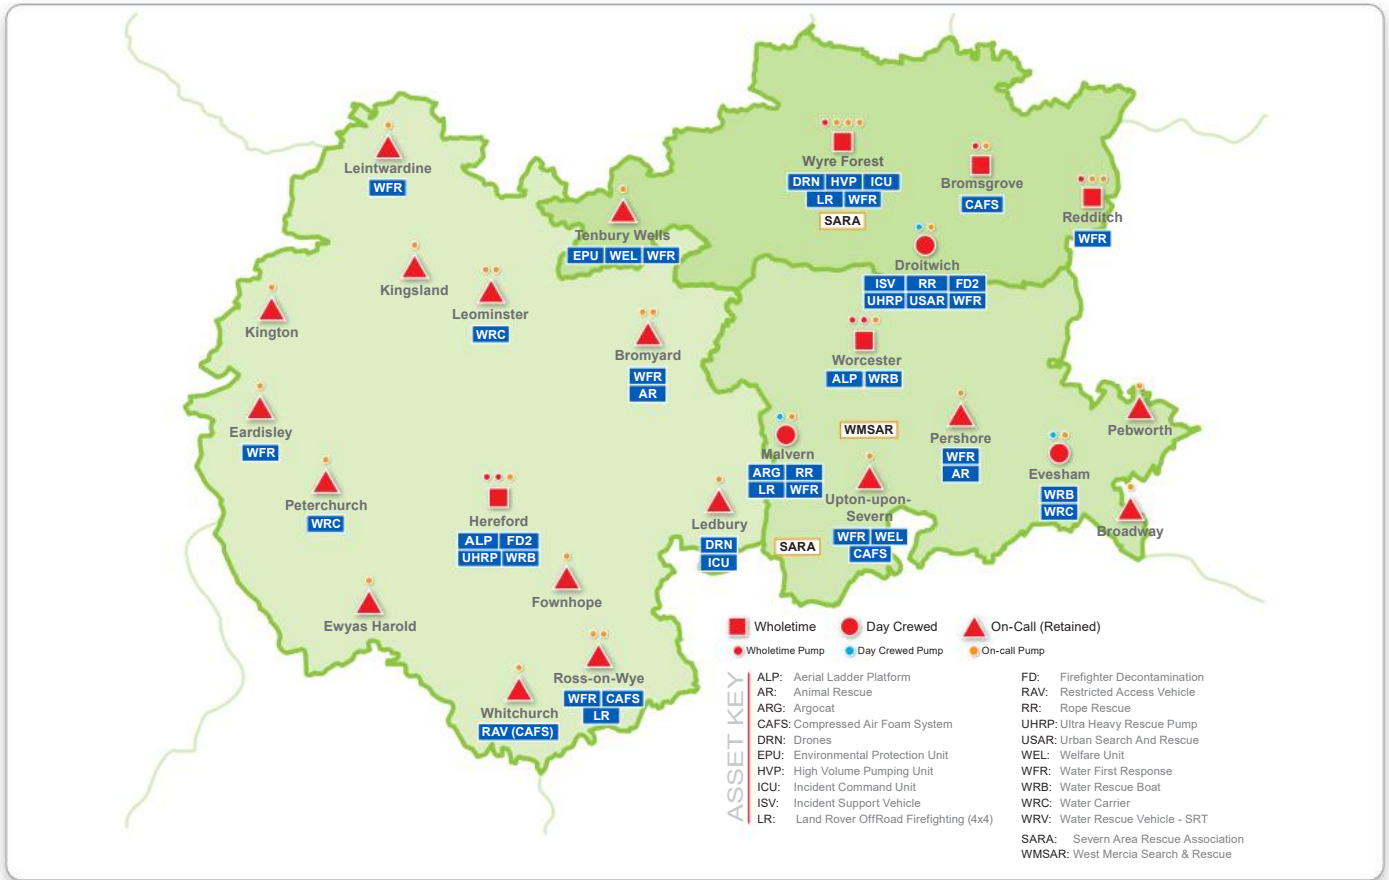 Leintwardine
WFR
Wyre Forest
DRN HVP ICU
LR WFR
SARA
Bromsgrove
CAFS
Redditch
WFR
Tenbury Wells
EPU WEL WFR
Droitwich
ISV RR FD2
UHRP USAR WFR
Kingsland
Leominster
WRC
Kington
Bromyard
WFR
AR
Worcester
ALP WRB
Eardisley
WFR
WMSAR
Malvern
ARG RR
LR WFR
Pershore
WFR
AR
Pebworth
Evesham
WRB
WRC
Peterchurch
WRC
Hereford
ALP FD2
UHRP WRB
Ledbury
DRN
ICU
Upton-upon-
Severn
WFR WEL
CAFS
SARA
Broadway
Fownhope
Ewyas Harold
Ross-on-Wye
WFR CAFS
LR
Whitchurch
RAV (CAFS)
Wholetime Day Crewed On-Call (Retained)
Wholetime Pump Day Crewed Pump On-call Pump
ASSET KEY
ALP: Aerial Ladder Platform
AR: Animal Rescue
ARG: Argocat
CAFS: Compressed Air Foam System
DRN: Drones
EPU: Environmental Protection Unit
HVP: High Volume Pumping Unit
ICU: Incident Command Unit
ISV: Incident Support Vehicle
LR: Land Rover OffRoad Firefighting (4x4)
FD: Firefighter Decontamination
RAV: Restricted Access Vehicle
RR: Rope Rescue
UHRP: Ultra Heavy Rescue Pump
USAR: Urban Search And Rescue
WEL: Welfare Unit
WFR: Water First Response
WRB: Water Rescue Boat
WRC: Water Carrier
WRV: Water Rescue Vehicle - SRT
SARA: Severn Area Rescue Association
WMSAR: West Mercia Search & Rescue